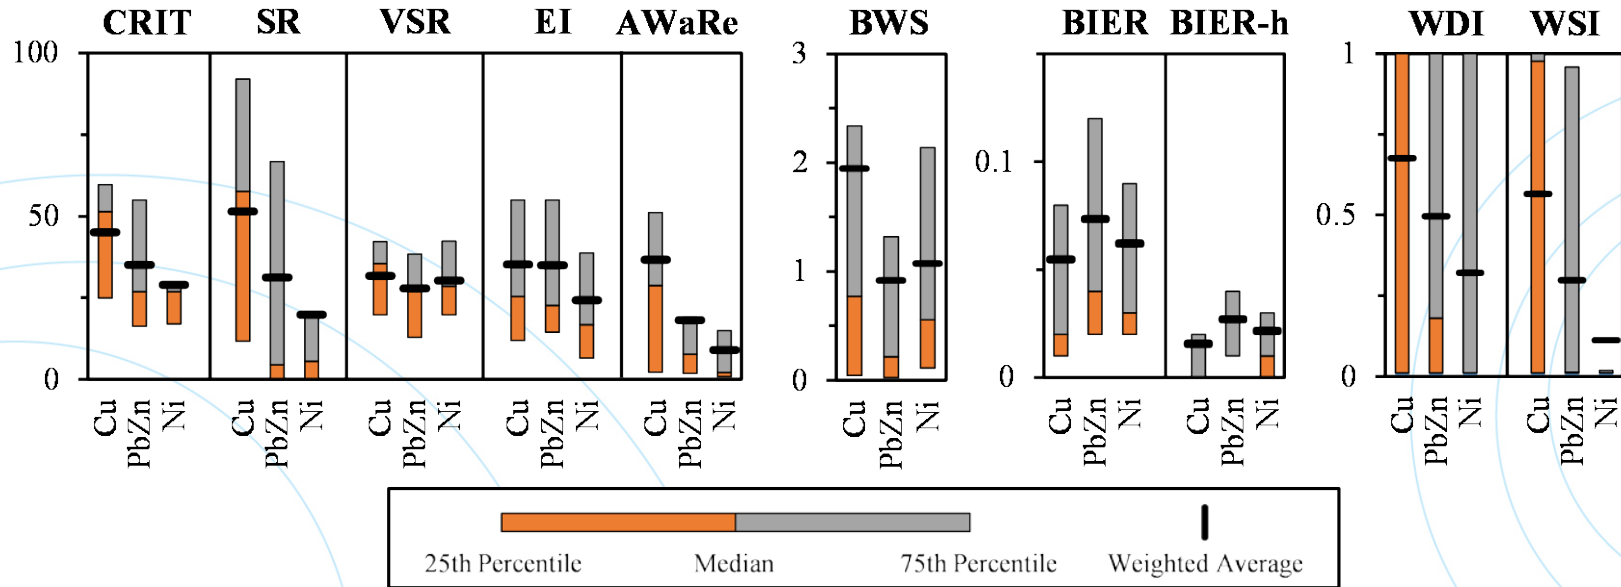 CRIT SR VSR EI AWaRe BWS BIER BIER-h WDI WSI
100 3 1
2 0.1
50 0.5
1
0 0 0 0
Cu PbZn Ni Cu PbZn Ni Cu PbZn Ni Cu PbZn Ni Cu PbZn Ni Cu PbZn Ni Cu PbZn Ni Cu PbZn Ni Cu PbZn Ni Cu PbZn Ni
25th Percentile Median 75th Percentile Weighted Average